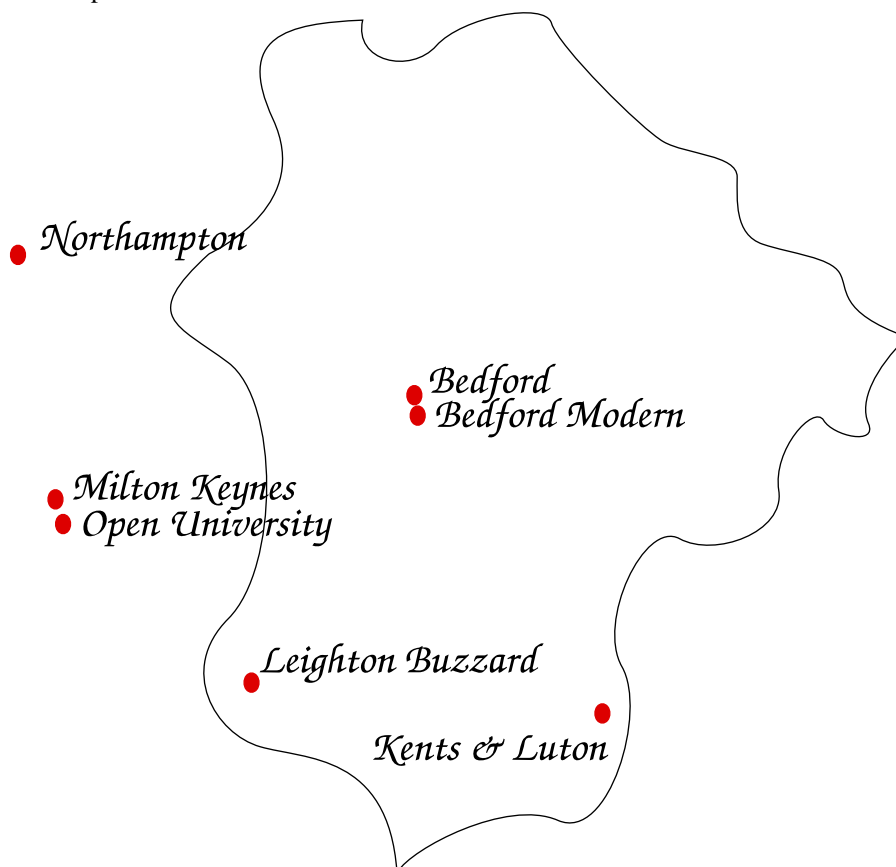 Northampton
Bedford
Bedford Modern
Milton Keynes
Open University
Leighton Buzzard
Kents & Luton